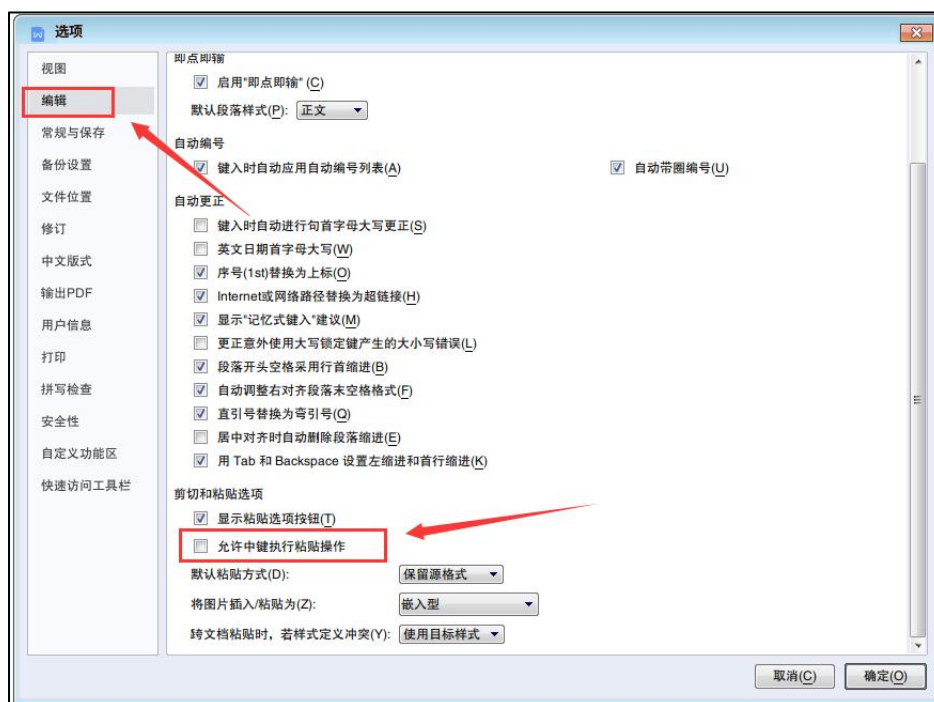 选项
视图
编辑
常规与保存
备份设置
文件位置
修订
中文版式
输出PDF
用户信息
打印
拼写检查
安全性
自定义功能区
快速访问工具栏
即点即输
启用"即点即输" (C)
默认段落样式(P): 正文
自动编号
键入时自动应用自动编号列表(A) 自动带圈编号(U)
自动更正
键入时自动进行句首字母大写更正(S)
英文日期首字母大写(W)
序号(1st)替换为上标(O)
Internet或网络路径替换为超链接(H)
显示"记忆式键入"建议(M)
更正意外使用大写锁定键产生的大小写错误(L)
段落开头空格采用行首缩进(B)
自动调整右对齐段落末空格格式(F)
直引号替换为弯引号(Q)
居中对齐时自动删除段落缩进(E)
用 Tab 和 Backspace 设置左缩进和首行缩进(K)
剪切和粘贴选项
显示粘贴选项按钮(T)
允许中键执行粘贴操作
默认粘贴方式(D): 保留源格式
将图片插入/粘贴为(Z): 嵌入型
跨文档粘贴时，若样式定义冲突(Y): 使用目标样式
取消(C) 确定(O)